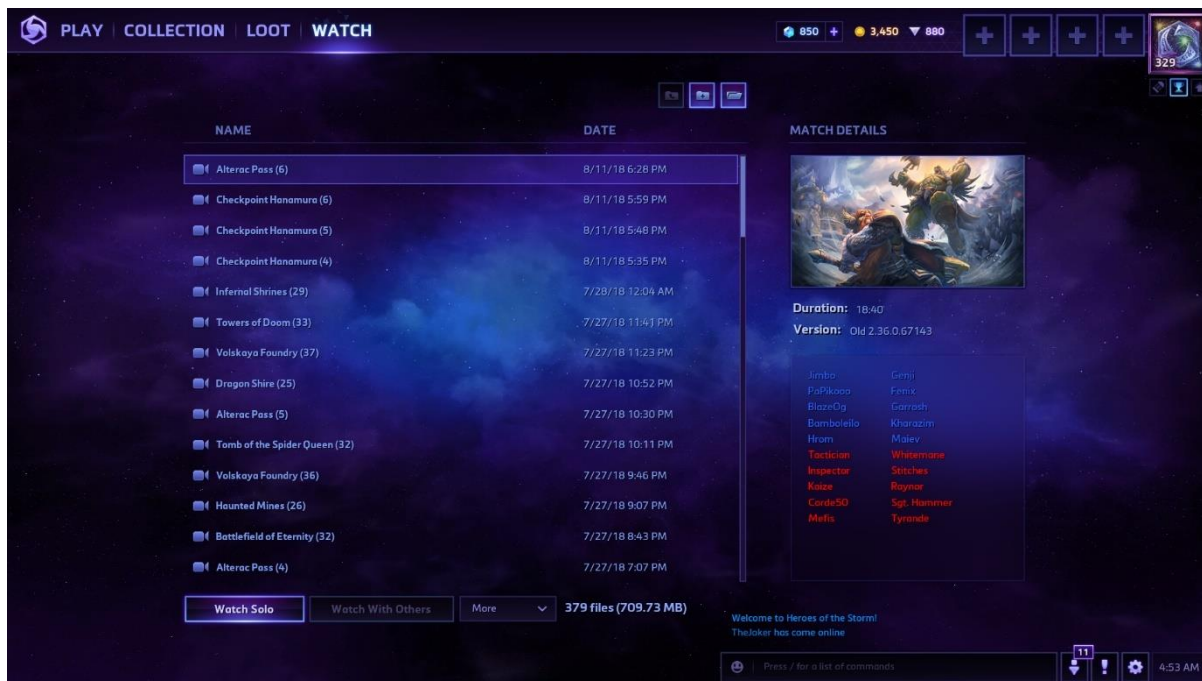 PLAY COLLECTION LOOT WATCH 850 + 3,450 880
329
NAME DATE MATCH DETAILS
Alterac Pass (6) 8/11/18 6:28 PM
Checkpoint Hanamura (6) 8/11/18 5:59 PM
Checkpoint Hanamura (5) 8/11/18 5:48 PM
Checkpoint Hanamura (4) 8/11/18 5:35 PM
Infernal Shrines (29) 7/28/18 12:04 AM
Towers of Doom (33) 7/27/18 11:41 PM
Volskaya Foundry (37) 7/27/18 11:23 PM
Dragon Shire (25) 7/27/18 10:52 PM
Alterac Pass (5) 7/27/18 10:30 PM
Tomb of the Spider Queen (32) 7/27/18 10:11 PM
Volskaya Foundry (36) 7/27/18 9:46 PM
Haunted Mines (26) 7/27/18 9:07 PM
Battlefield of Eternity (32) 7/27/18 8:43 PM
Alterac Pass (4) 7/27/18 7:07 PM
Duration: 18:40
Version: Old 2.36.0.67143
Jimbo Genji
PaPikaaa Fenix
BlazeOg Garrosh
Bamboleilo Kharazim
Hrom Maiev
Tactician Whitemane
Inspector Stitches
Kaize Raynor
Carde50 Sgt. Hammer
Mefis Tyrande
Watch Solo Watch With Others More 379 files (709.73 MB)
Welcome to Heroes of the Storm!
TheJoker has come online
Press / for a list of commands 11 4:53 AM